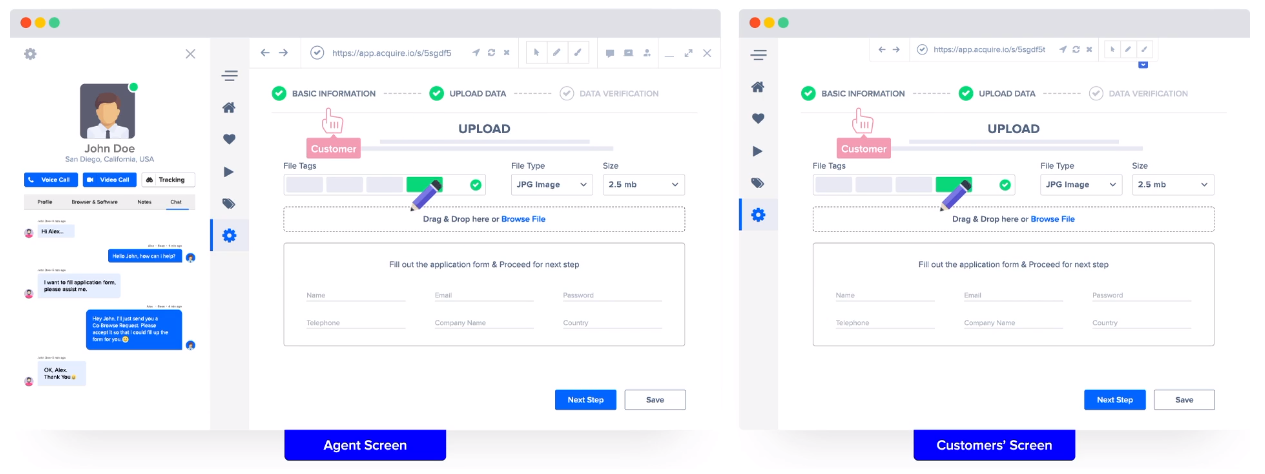 https://app.acquire.io/s/5sgdf5
BASIC INFORMATION
UPLOAD DATA
DATA VERIFICATION
John Doe
San Diego, California, USA
Voice Call
Video Call
Tracking
Profile
Browser & Software
Notes
Chat
Hi Alex...
Hello John, how can I help?
I want to fill application form,
please assist me.
Hey John, I'll just send you a
Co-Browse Request. Please
accept it so that I could fill up the
form for you
OK, Alex.
Thank You
Customer
UPLOAD
File Tags
File Type
Size
JPG Image
2.5 mb
Drag & Drop here or Browse File
Fill out the application form & Proceed for next step
Name
Email
Password
Telephone
Company Name
Country
Next Step
Save
Agent Screen
https://app.acquire.io/s/5sgdf5t
BASIC INFORMATION
UPLOAD DATA
DATA VERIFICATION
Customer
UPLOAD
File Tags
File Type
Size
JPG Image
2.5 mb
Drag & Drop here or Browse File
Fill out the application form & Proceed for next step
Name
Email
Password
Telephone
Company Name
Country
Next Step
Save
Customers' Screen